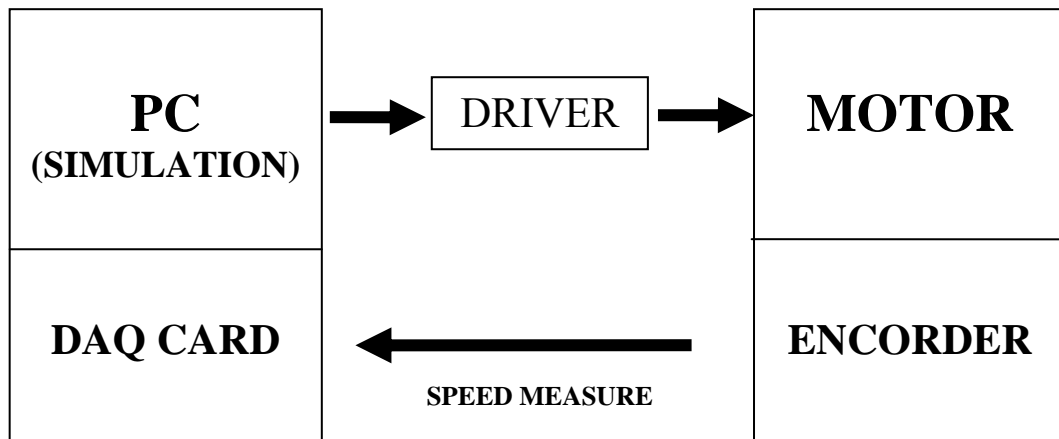 PC
(SIMULATION)
DRIVER
MOTOR
DAQ CARD
SPEED MEASURE
ENCORDER